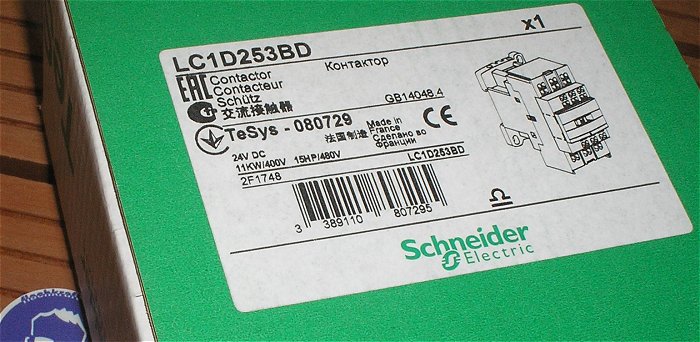 LC1D253BD
x1
EAC
Contactor
Контактор
Contacteur
Schütz
交流接触器
GB14048.4
TeSys - 080729
法国制造
Made in
France
Сделано во
Франции
CE
24V DC
11KW/400V 15HP/480V
2F1748
LC1D253BD
3 389110 807295
Schneider
Electric